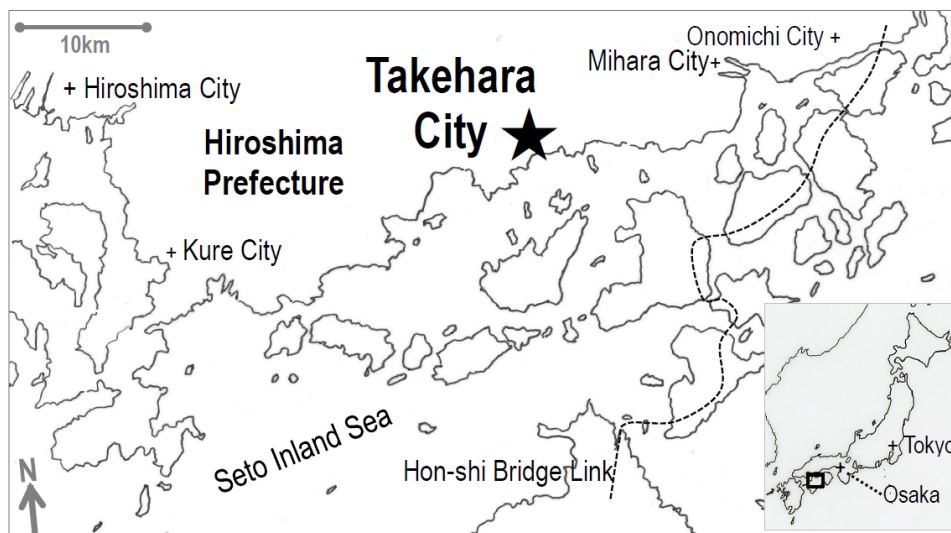 10km
Onomichi City
Mihara City
Hiroshima City
Takehara
City
Hiroshima
Prefecture
Kure City
Seto Inland Sea
Hon-shi Bridge Link
N
Tokyo
Osaka